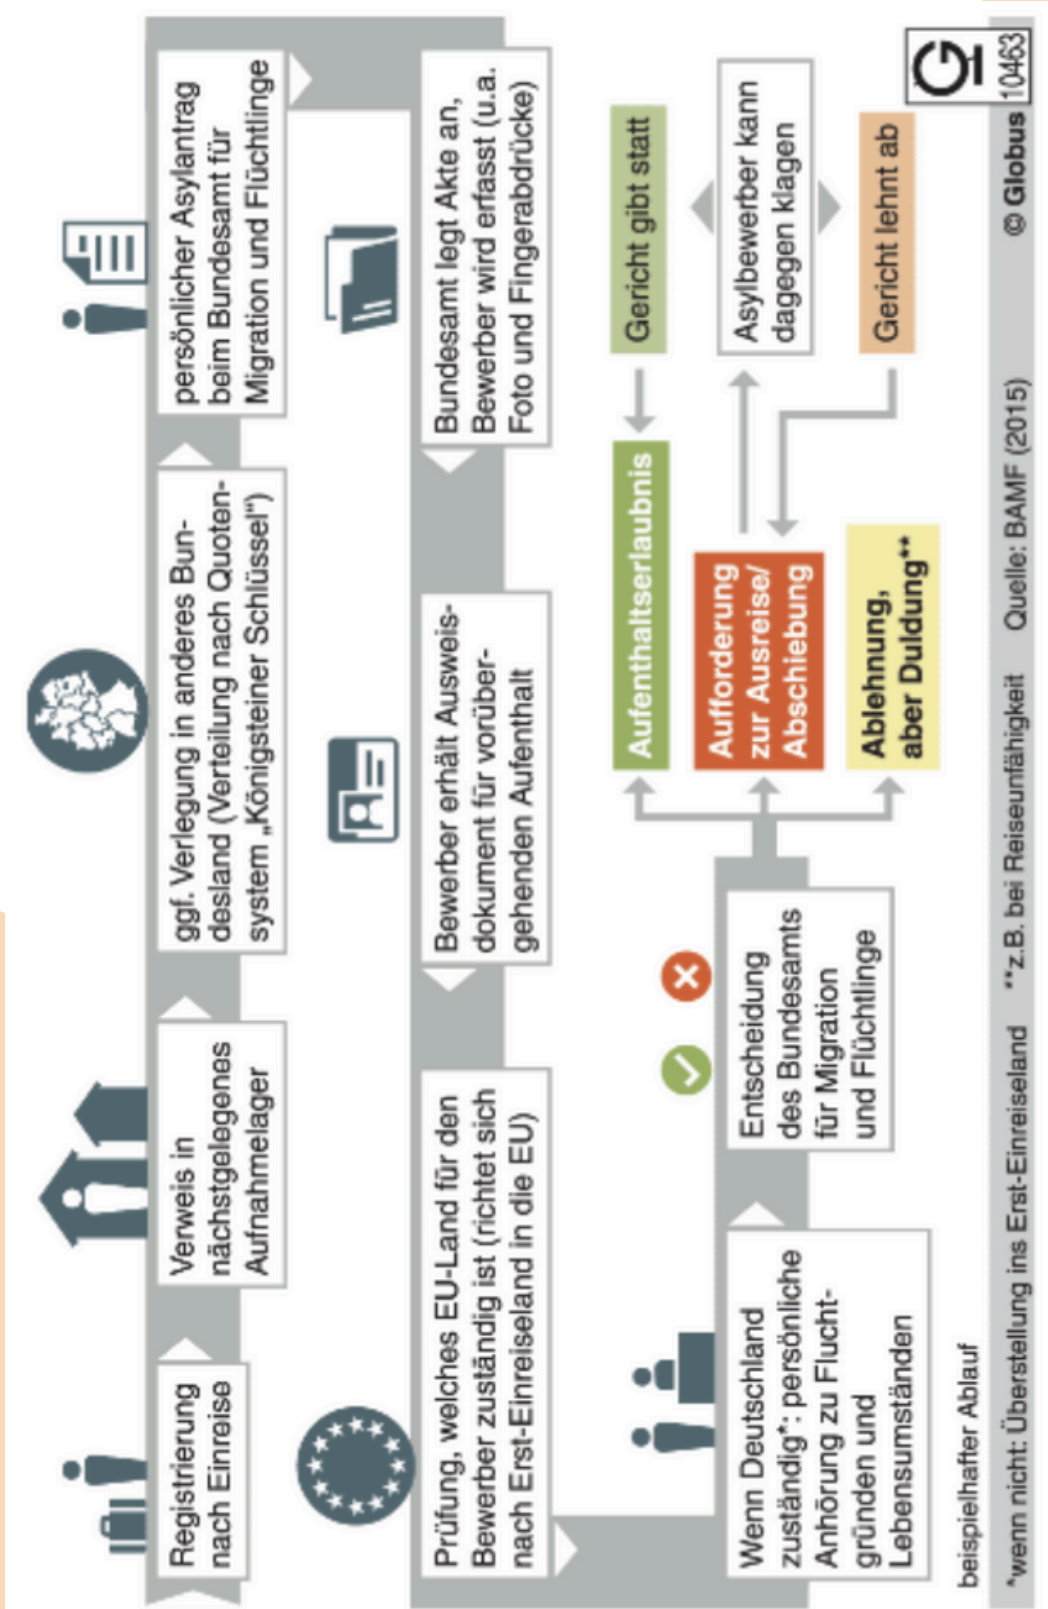 Registrierung
nach Einreise
Verweis in
nächstgelegenes
Aufnahmelager
ggf. Verlegung in anderes Bun-
desland (Verteilung nach Quoten-
system „Königsteiner Schlüssel“)
persönlicher Asylantrag
beim Bundesamt für
Migration und Flüchtlinge
Bundesamt legt Akte an,
Bewerber wird erfasst (u.a.
Foto und Fingerabdrücke)
Bewerber erhält Ausweis-
dokument für vorüber-
gehenden Aufenthalt
Prüfung, welches EU-Land für den
Bewerber zuständig ist (richtet sich
nach Erst-Einreiseland in die EU)
Wenn Deutschland
zuständig*: persönliche
Anhörung zu Flucht-
gründen und
Lebensumständen
Entscheidung
des Bundesamts
für Migration
und Flüchtlinge
Aufenthaltserlaubnis
Aufforderung
zur Ausreise/
Abschiebung
Ablehnung,
aber Duldung**
Gericht gibt statt
Asylbewerber kann
dagegen klagen
Gericht lehnt ab
beispielhafter Ablauf
*wenn nicht: Überstellung ins Erst-Einreiseland **z.B. bei Reiseunfähigkeit Quelle: BAMF (2015) © Globus
G
10463